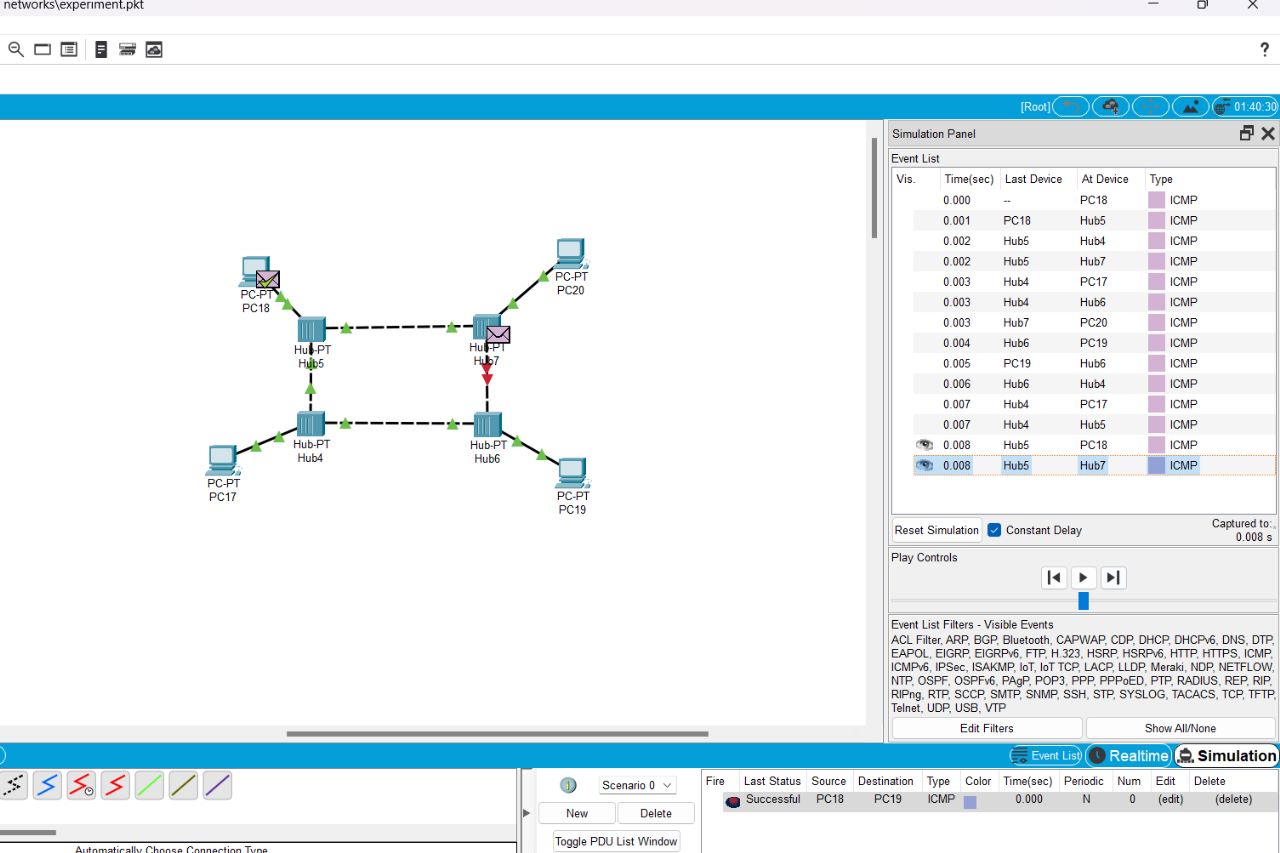 networks\experiment.pkt
?
[Root]
01:40:30
PC-PT
PC18
PC-PT
PC20
Hub-PT
Hub5
Hub-PT
Hub7
Hub-PT
Hub4
Hub-PT
Hub6
PC-PT
PC17
PC-PT
PC19
Simulation Panel
Event List
Vis. Time(sec) Last Device At Device Type
0.000 -- PC18 ICMP
0.001 PC18 Hub5 ICMP
0.002 Hub5 Hub4 ICMP
0.002 Hub5 Hub7 ICMP
0.003 Hub4 PC17 ICMP
0.003 Hub4 Hub6 ICMP
0.003 Hub7 PC20 ICMP
0.004 Hub6 PC19 ICMP
0.005 PC19 Hub6 ICMP
0.006 Hub6 Hub4 ICMP
0.007 Hub4 PC17 ICMP
0.007 Hub4 Hub5 ICMP
0.008 Hub5 PC18 ICMP
0.008 Hub5 Hub7 ICMP
Reset Simulation Constant Delay Captured to:
0.008 s
Play Controls
Event List Filters - Visible Events
ACL Filter, ARP, BGP, Bluetooth, CAPWAP, CDP, DHCP, DHCPv6, DNS, DTP,
EAPOL, EIGRP, EIGRPv6, FTP, H.323, HSRP, HSRPv6, HTTP, HTTPS, ICMP,
ICMPv6, IPSec, ISAKMP, IoT, IoT TCP, LACP, LLDP, Meraki, NDP, NETFLOW,
NTP, OSPF, OSPFv6, PAgP, POP3, PPP, PPPoED, PTP, RADIUS, REP, RIP,
RIPng, RTP, SCCP, SMTP, SNMP, SSH, STP, SYSLOG, TACACS, TCP, TFTP,
Telnet, UDP, USB, VTP
Edit Filters Show All/None
Event List Realtime Simulation
Scenario 0
New Delete
Toggle PDU List Window
Fire Last Status Source Destination Type Color Time(sec) Periodic Num Edit Delete
Successful PC18 PC19 ICMP 0.000 N 0 (edit) (delete)
Automatically Choose Connection Type